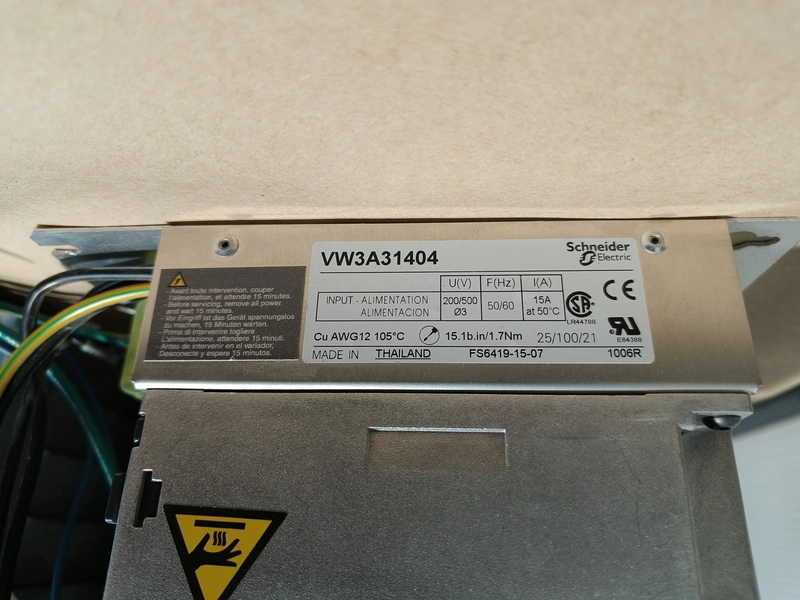 VW3A31404
Schneider
Electric
U(V) F(Hz) I(A)
INPUT - ALIMENTATION
ALIMENTACION
200/500
Ø3
50/60
15A
at 50°C
LR44788
Cu AWG12 105°C 15.1b.in/1.7Nm 25/100/21
E64388
MADE IN THAILAND FS6419-15-07 1006R
- Avant toute intervention, couper
l'alimentation, et attendre 15 minutes.
- Before servicing, remove all power
and wait 15 minutes.
- Vor Eingriff ist das Gerät spannungslos
zu machen, 15 Minuten warten.
- Prima di intervenire togliere
L'alimentazione, attendere 15 minuti.
- Antes de intervenir en el variador,
Desconecte y espere 15 minutos.